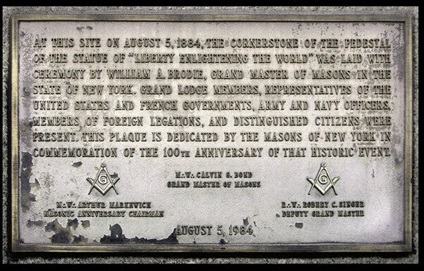 AT THIS SITE ON AUGUST 5, 1884, THE CORNERSTONE OF THE PEDESTAL
OF THE STATUE OF "LIBERTY ENLIGHTENING THE WORLD" WAS LAID WITH
CEREMONY BY WILLIAM A. BRODIE, GRAND MASTER OF MASONS IN THE
STATE OF NEW YORK. GRAND LODGE MEMBERS, REPRESENTATIVES OF THE
UNITED STATES AND FRENCH GOVERNMENTS, ARMY AND NAVY OFFICERS,
MEMBERS OF FOREIGN LEGATIONS, AND DISTINGUISHED CITIZENS WERE
PRESENT. THIS PLAQUE IS DEDICATED BY THE MASONS OF NEW YORK IN
COMMEMORATION OF THE 100TH ANNIVERSARY OF THAT HISTORIC EVENT.
M∴W∴ CALVIN G. BOND
GRAND MASTER OF MASONS
G
G
M∴W∴ ARTHUR MARKEWICH
MASONIC ANNIVERSARY CHAIRMAN
R∴W∴ ROBERT C. SINGER
DEPUTY GRAND MASTER
AUGUST 5, 1984